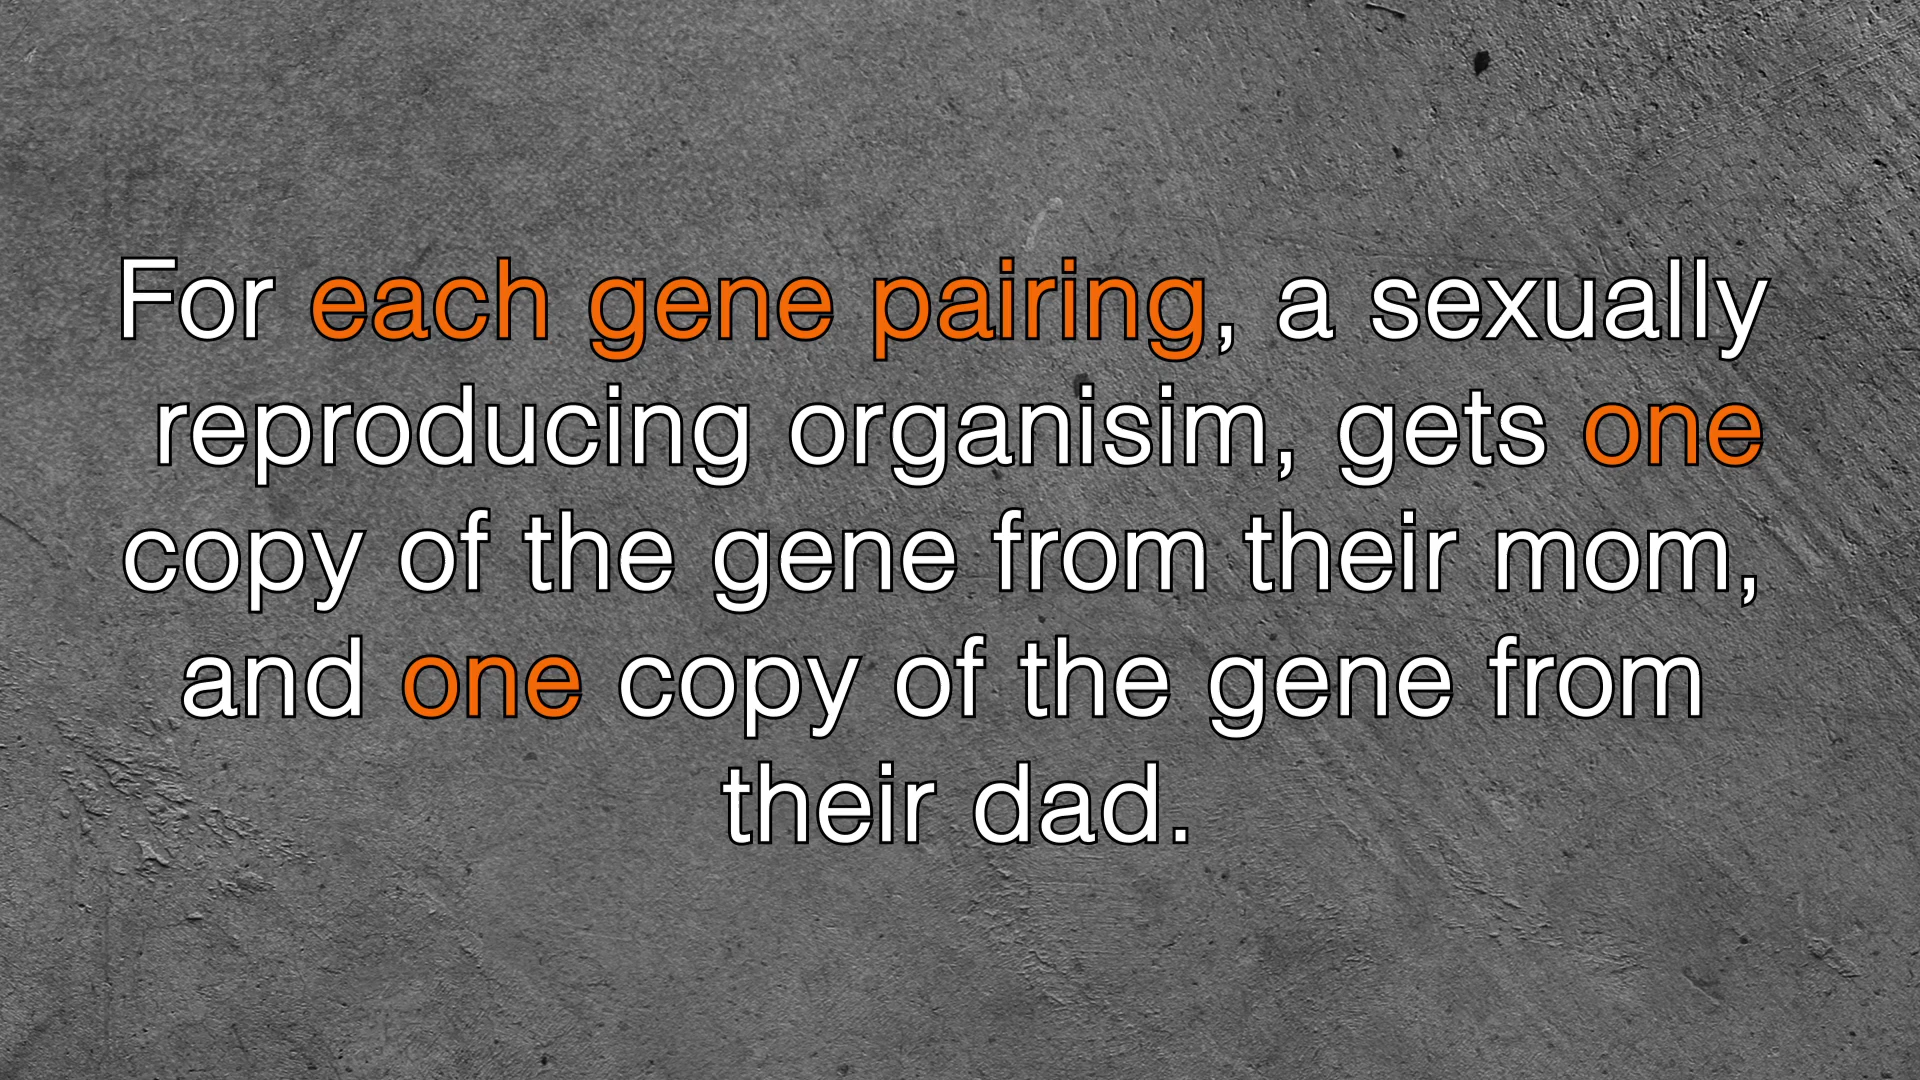 For each gene pairing, a sexually
reproducing organisim, gets one
copy of the gene from their mom,
and one copy of the gene from
their dad.